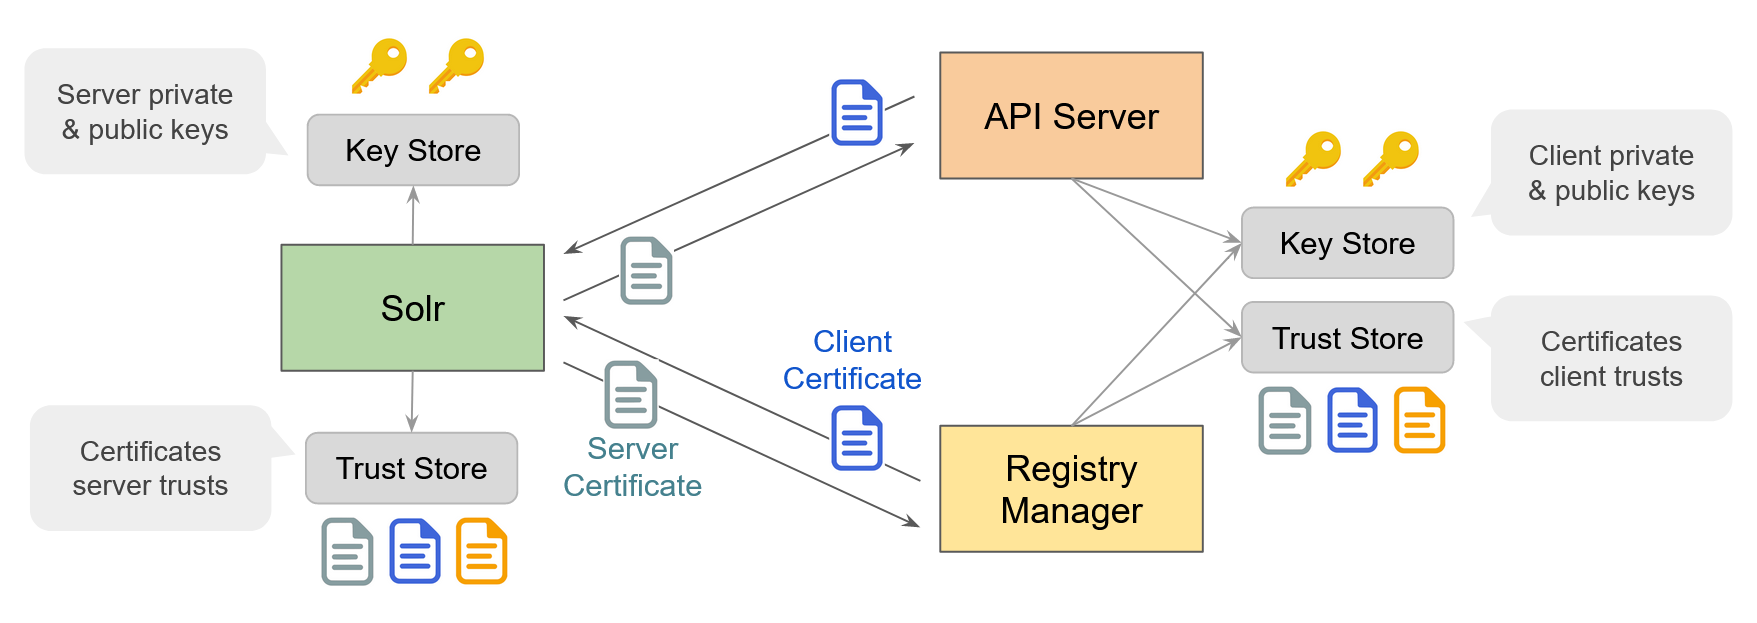 Server private
& public keys
Key Store
Solr
Certificates
server trusts
Trust Store
Server
Certificate
Client
Certificate
API Server
Registry
Manager
Client private
& public keys
Key Store
Trust Store
Certificates
client trusts